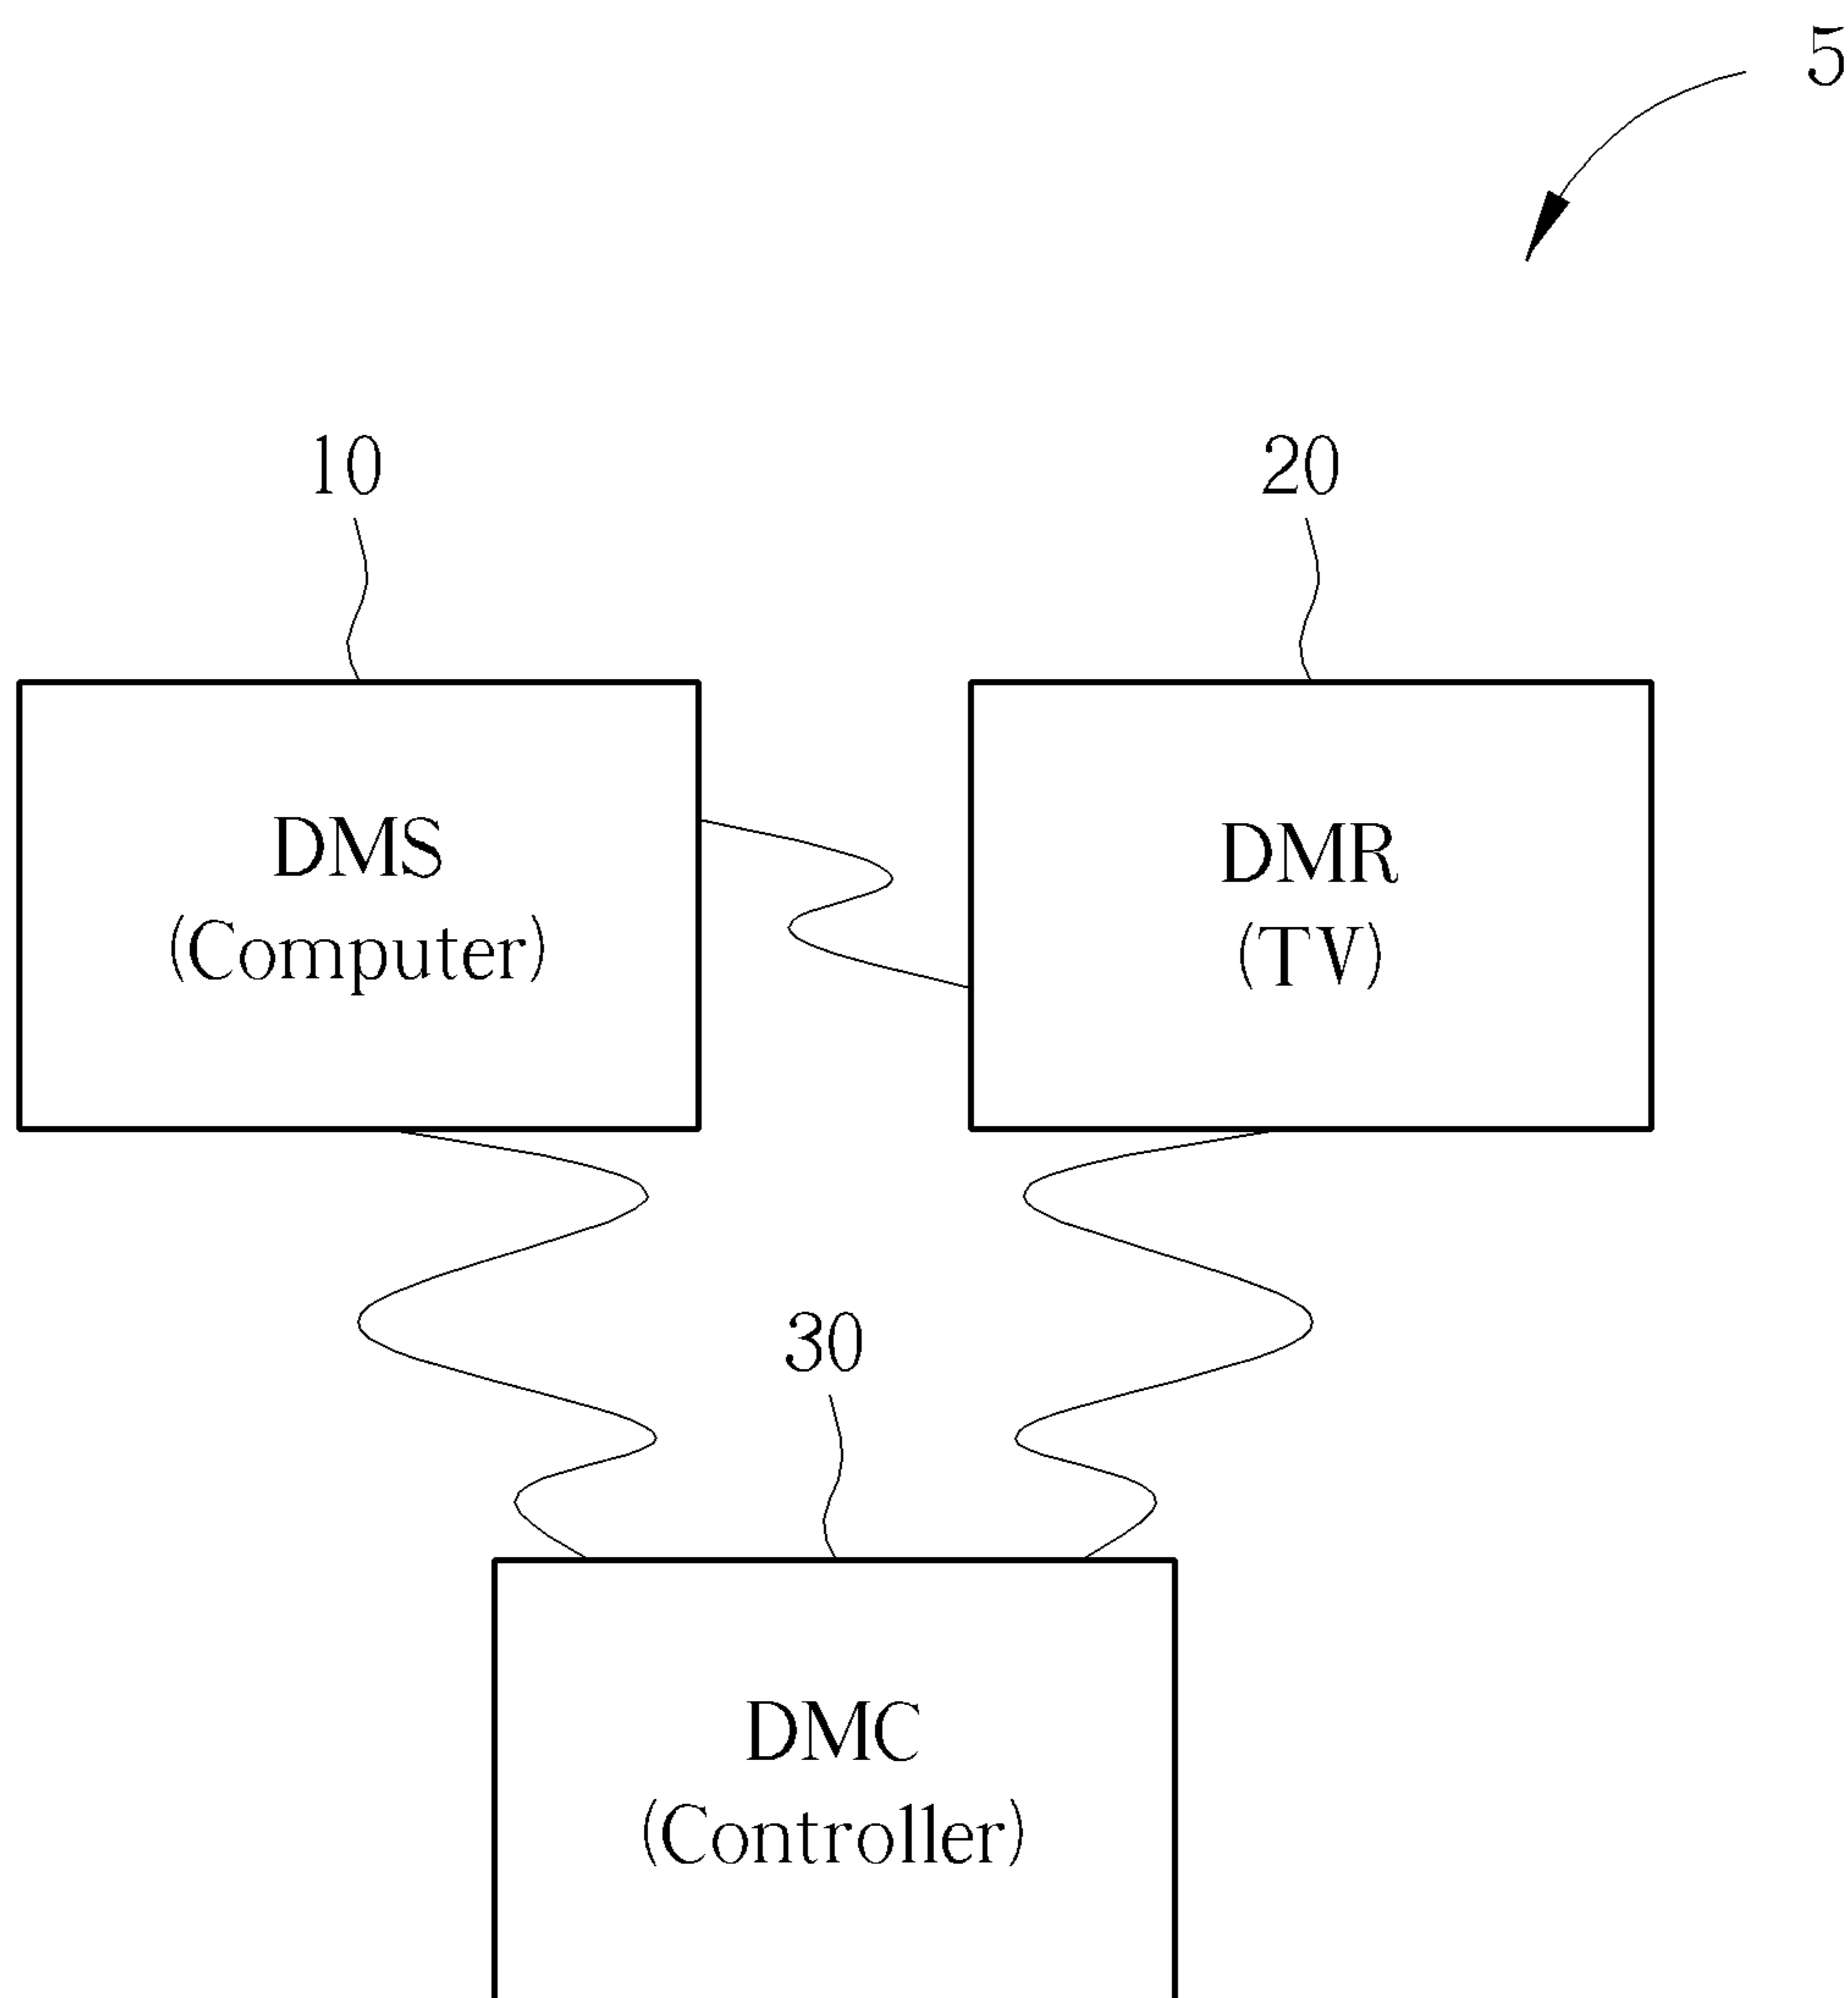 5
10
20
DMS
(Computer)
DMR
(TV)
30
DMC
(Controller)